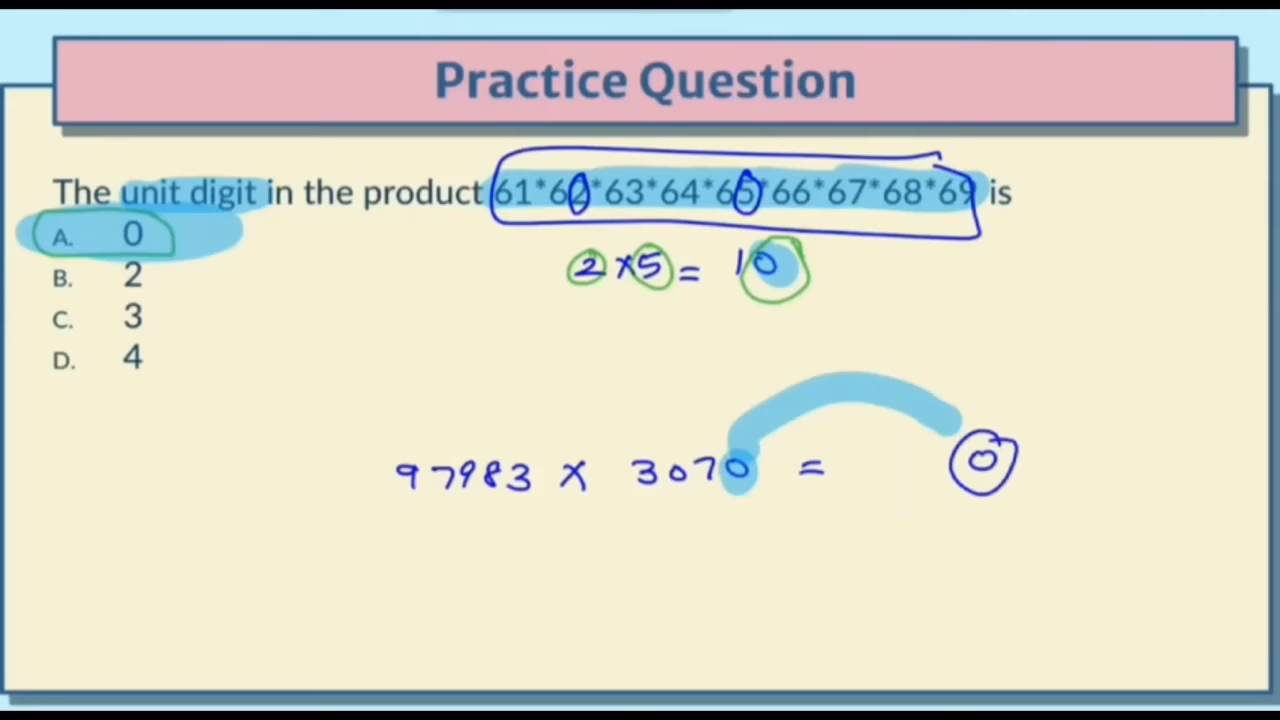 Practice Question
The unit digit in the product 61*62*63*64*65*66*67*68*69 is
A. 0
2 x 5 = 10
B. 2
C. 3
D. 4
97983 x 3070 = 0